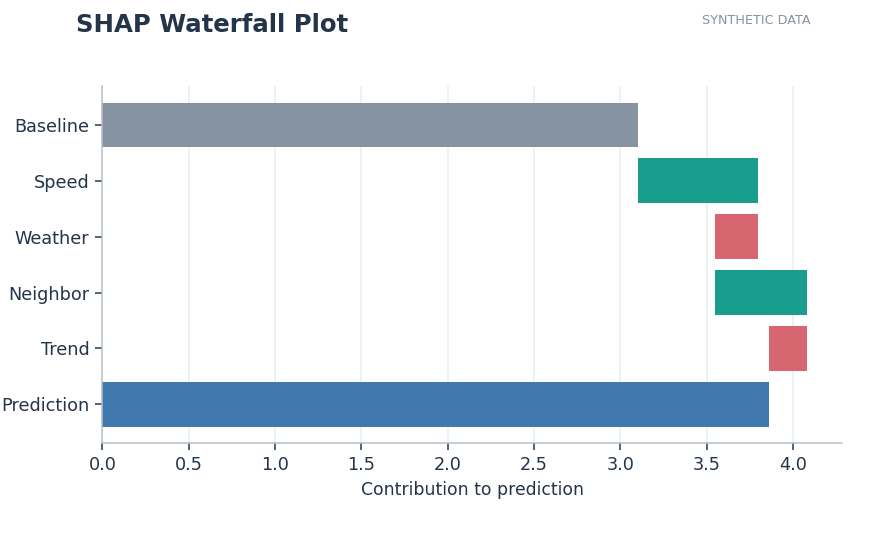 SHAP Waterfall Plot
SYNTHETIC DATA
Baseline
Speed
Weather
Neighbor
Trend
Prediction
0.0 0.5 1.0 1.5 2.0 2.5 3.0 3.5 4.0
Contribution to prediction